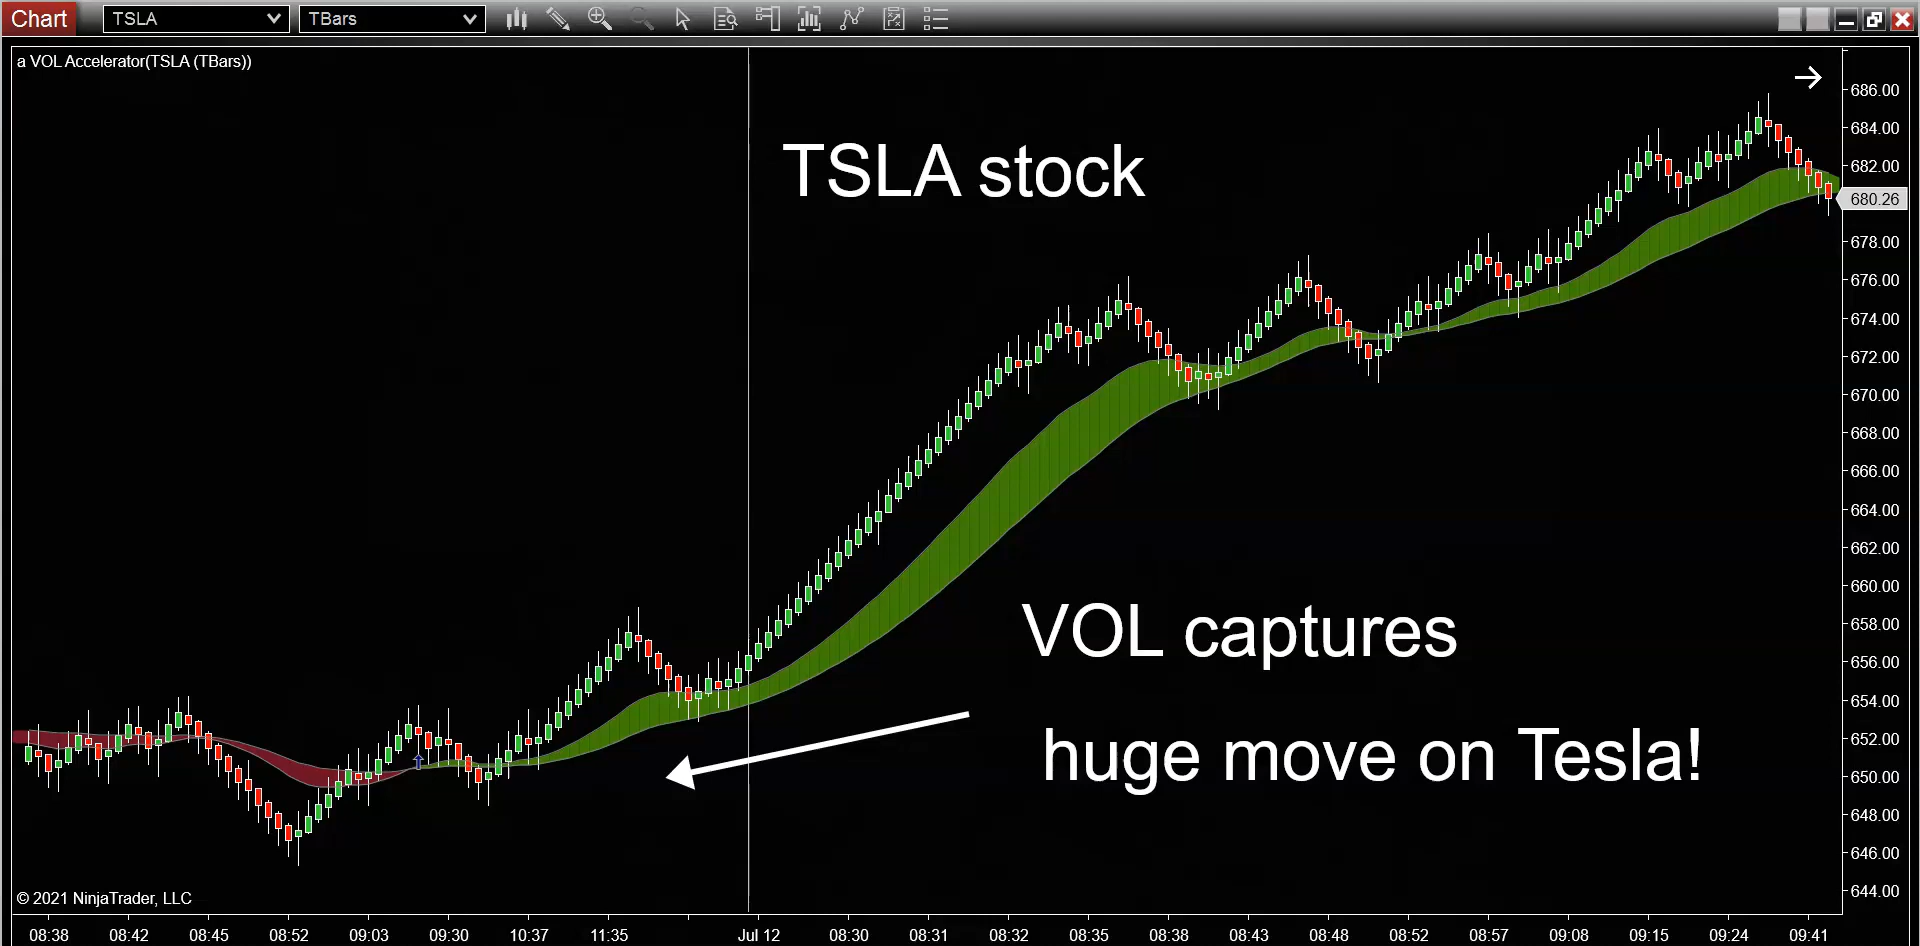 Chart
TSLA
TBars
a VOL Accelerator(TSLA (TBars))
TSLA stock
VOL captures
huge move on Tesla!
686.00
684.00
682.00
680.26
678.00
676.00
674.00
672.00
670.00
668.00
666.00
664.00
662.00
660.00
658.00
656.00
654.00
652.00
650.00
648.00
646.00
644.00
© 2021 NinjaTrader, LLC
08:38 08:42 08:45 08:52 09:03 09:30 10:37 11:35 Jul 12 08:30 08:31 08:32 08:35 08:38 08:43 08:48 08:52 08:57 09:08 09:15 09:24 09:41